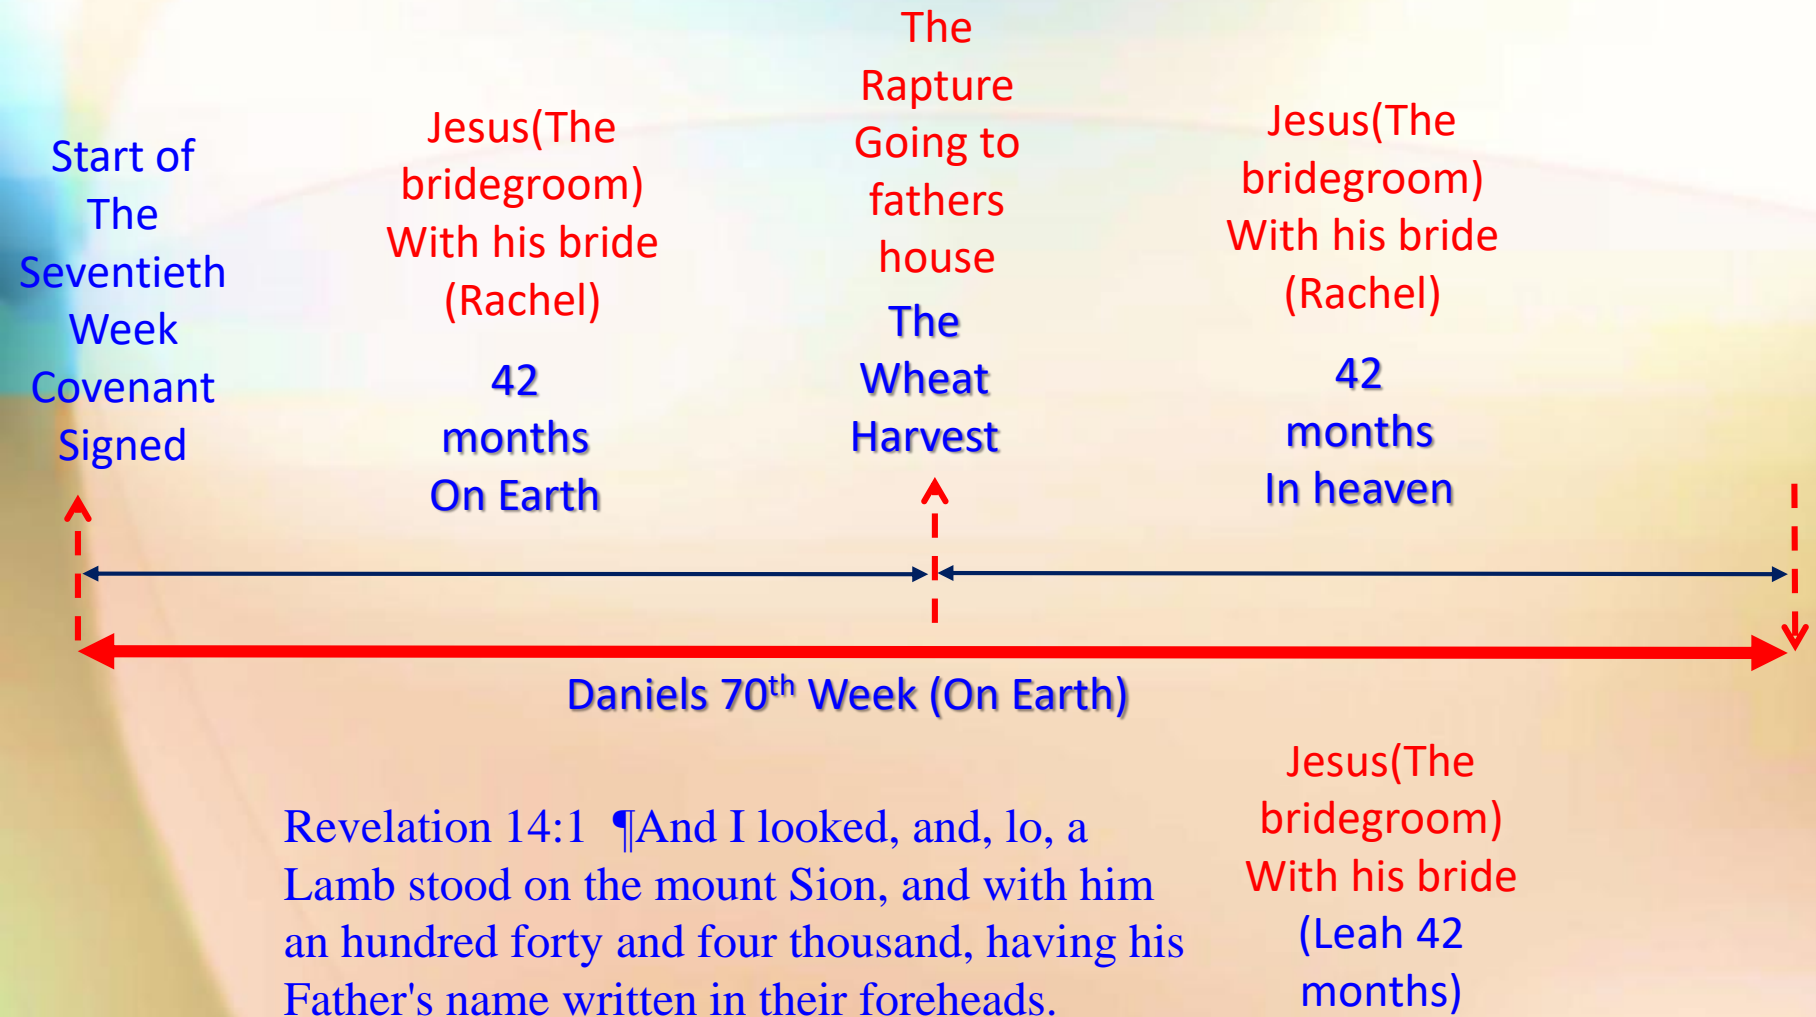 Start of
The
Seventieth
Week
Covenant
Signed
Jesus(The
bridegroom)
With his bride
(Rachel)
42
months
On Earth
The
Rapture
Going to
fathers
house
The
Wheat
Harvest
Jesus(The
bridegroom)
With his bride
(Rachel)
42
months
In heaven
Daniels 70th Week (On Earth)
Revelation 14:1 ¶And I looked, and, lo, a
Lamb stood on the mount Sion, and with him
an hundred forty and four thousand, having his
Father's name written in their foreheads.
Jesus(The
bridegroom)
With his bride
(Leah 42
months)